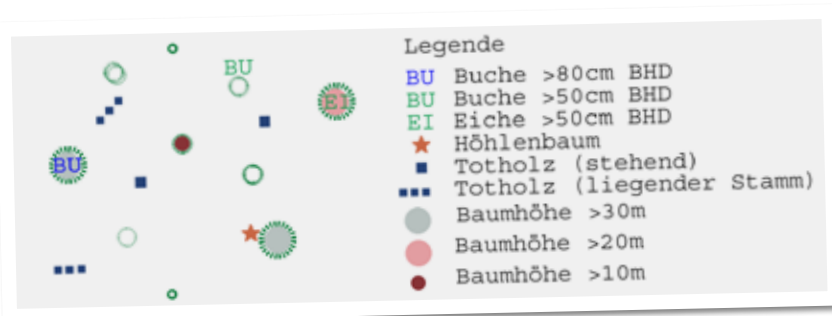 BU
EI
BU
Legende
BU Buche >80cm BHD
BU Buche >50cm BHD
EI Eiche >50cm BHD
Höhlenbaum
Totholz (stehend)
Totholz (liegender Stamm)
Baumhöhe >30m
Baumhöhe >20m
Baumhöhe >10m